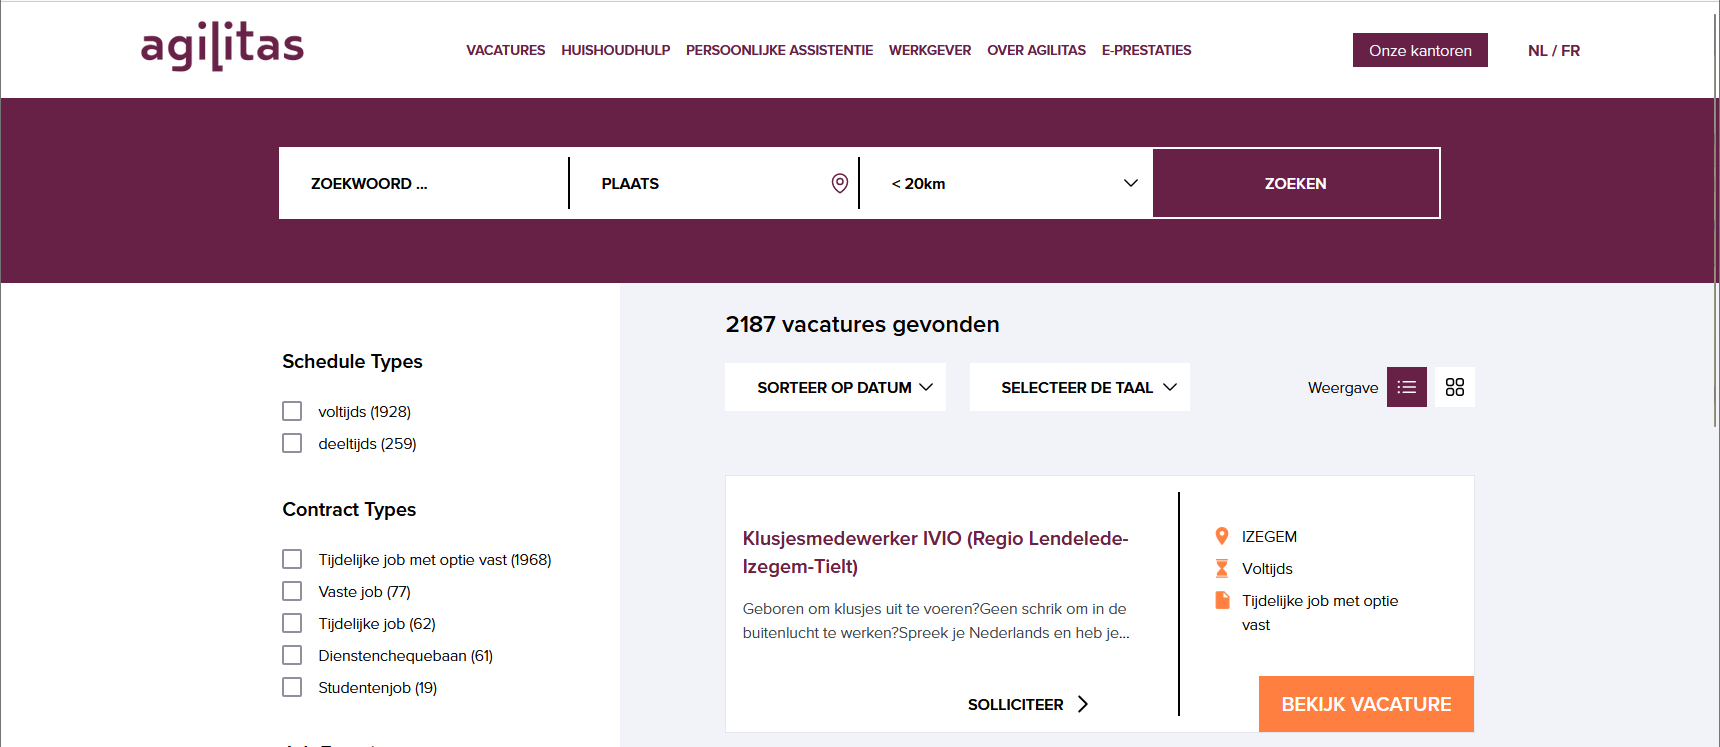 agilitas
VACATURES HUISHOUDHULP PERSOONLIJKE ASSISTENTIE WERKGEVER OVER AGILITAS E-PRESTATIES
Onze kantoren
NL / FR
ZOEKWOORD ...
PLAATS
< 20km
ZOEKEN
Schedule Types
voltijds (1928)
deeltijds (259)
Contract Types
Tijdelijke job met optie vast (1968)
Vaste job (77)
Tijdelijke job (62)
Dienstenchequebaan (61)
Studentenjob (19)
2187 vacatures gevonden
SORTEER OP DATUM
SELECTEER DE TAAL
Weergave
Klusjesmedewerker IVIO (Regio Lendelede-
Izegem-Tielt)
Geboren om klusjes uit te voeren?Geen schrik om in de
buitenlucht te werken?Spreek je Nederlands en heb je...
SOLLICITEER
IZEGEM
Voltijds
Tijdelijke job met optie
vast
BEKIJK VACATURE